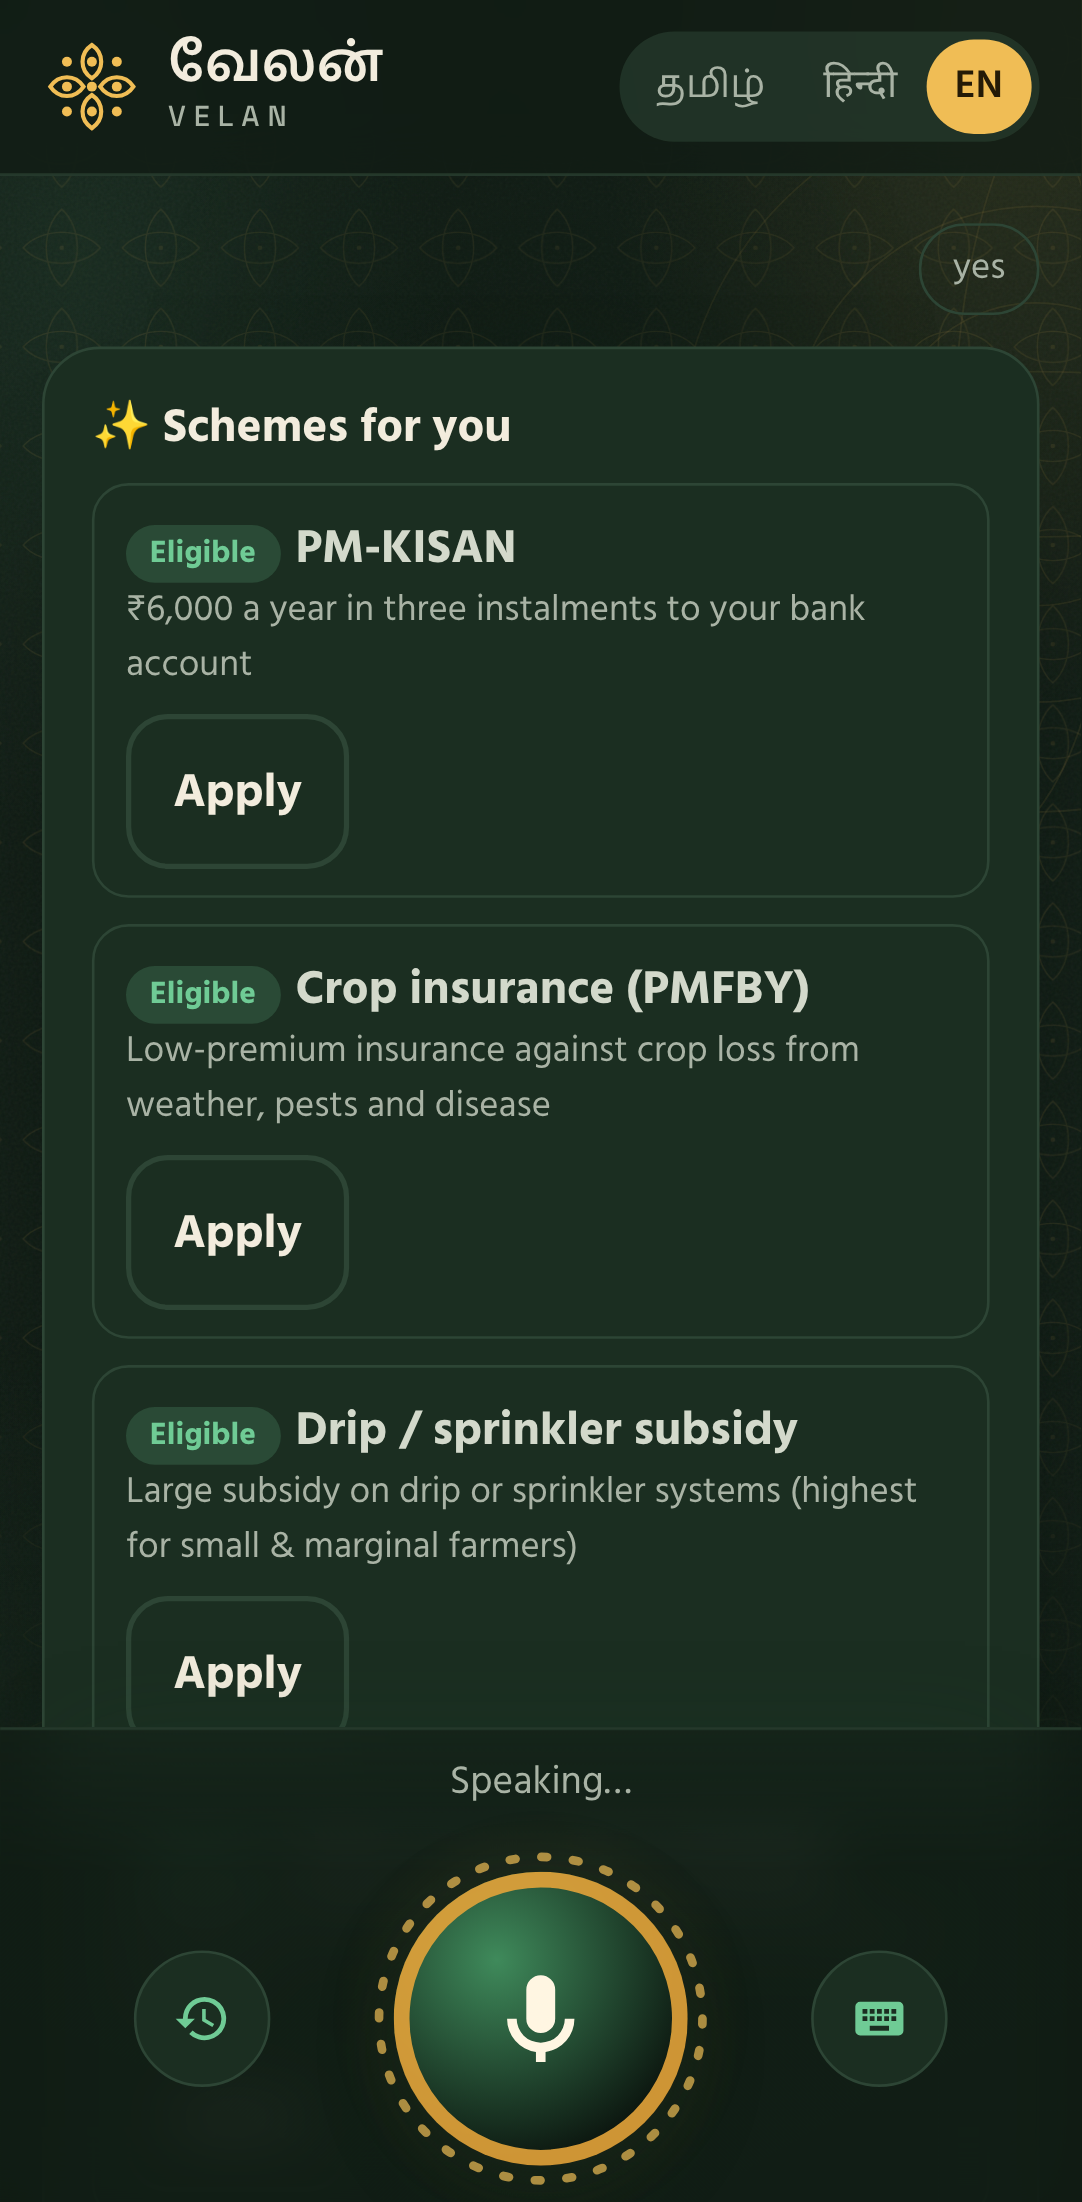 வேலன்
VELAN
தமிழ் हिन्दी EN
yes
✨ Schemes for you
Eligible PM-KISAN
₹6,000 a year in three instalments to your bank
account
Apply
Eligible Crop insurance (PMFBY)
Low-premium insurance against crop loss from
weather, pests and disease
Apply
Eligible Drip / sprinkler subsidy
Large subsidy on drip or sprinkler systems (highest
for small & marginal farmers)
Apply
Speaking...